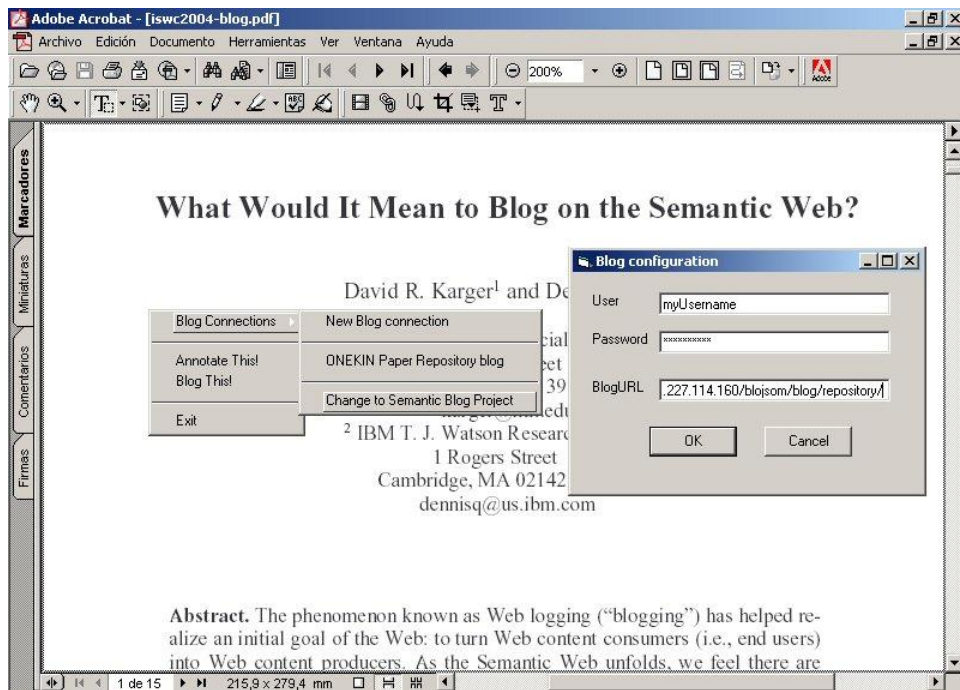 Adobe Acrobat - [iswc2004-blog.pdf]
Archivo Edición Documento Herramientas Ver Ventana Ayuda
200%
Adobe
Marcadores
Miniaturas
Comentarios
Firmas
What Would It Mean to Blog on the Semantic Web?
David R. Karger1 and De
Blog Connections
Annotate This!
Blog This!
Exit
New Blog connection
ONEKIN Paper Repository blog
Change to Semantic Blog Project
Blog configuration
User myUsername
Password **********
BlogURL .227.114.160/blojsom/blog/repository/
OK Cancel
cial
eet
39
2 IBM T. J. Watson Researc
1 Rogers Street
Cambridge, MA 02142
dennisq@us.ibm.com
Abstract. The phenomenon known as Web logging (“blogging”) has helped re-
alize an initial goal of the Web: to turn Web content consumers (i.e., end users)
into Web content producers. As the Semantic Web unfolds, we feel there are
1 de 15 215,9 x 279,4 mm